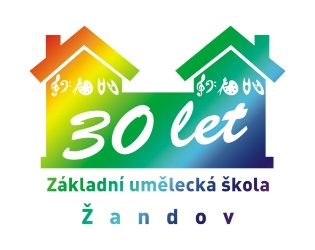 30 let
Základní umělecká škola
Žandov